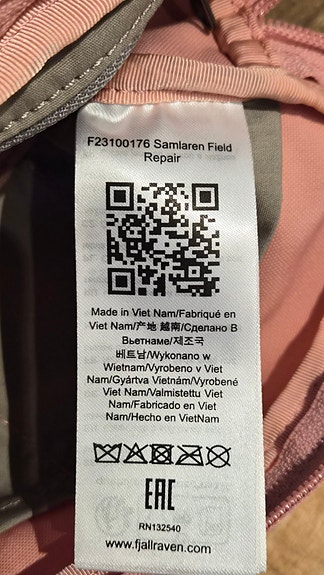 F23100176 Samlaren Field
Repair
Made in Viet Nam/Fabriqué en
Viet Nam/产地 越南/Сделано В
Вьетнаме/제조국
베트남/Wykonano w
Wietnam/Vyrobeno v Viet
Nam/Gyártva Vietnám/Vyrobené
Viet Nam/Valmistettu Viet
Nam/Fabricado en Viet
Nam/Hecho en VietNam
EAC
RN132540
www.fjallraven.com